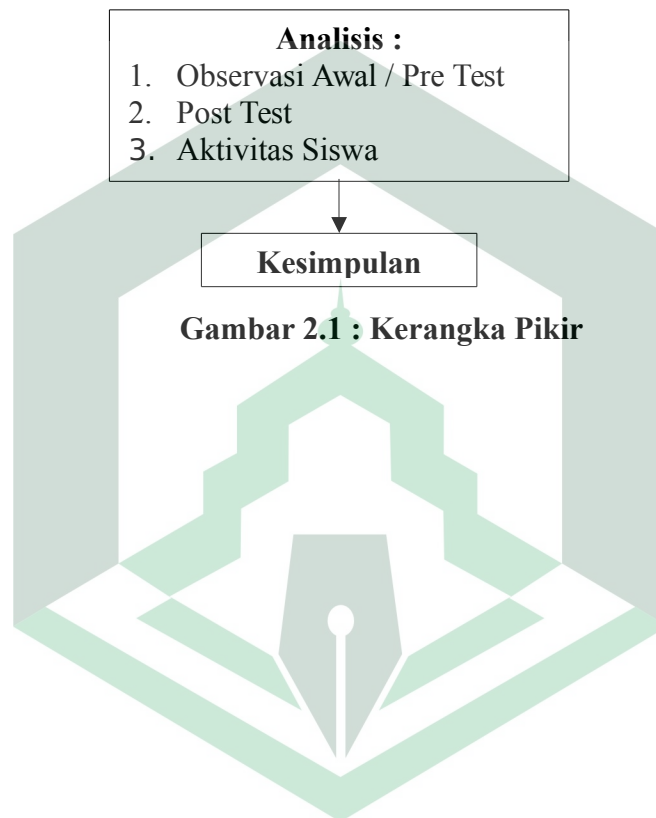 Analisis :
1. Observasi Awal / Pre Test
2. Post Test
3. Aktivitas Siswa
Kesimpulan
Gambar 2.1 : Kerangka Pikir